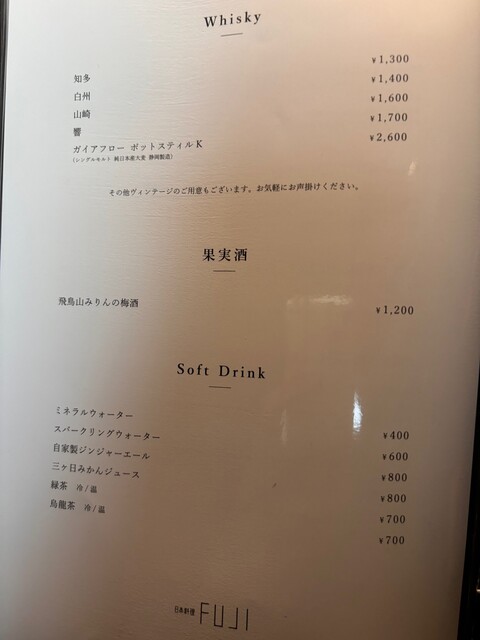 Whisky
知多 ¥1,300
白州 ¥1,400
山崎 ¥1,600
響 ¥1,700
ガイアフロー ポットスティルK ¥2,600
(シングルモルト 純日本産大麦 静岡製造)
その他ヴィンテージのご用意もございます。お気軽にお声掛けください。
果実酒
飛鳥山みりんの梅酒 ¥1,200
Soft Drink
ミネラルウォーター ¥400
スパークリングウォーター ¥600
自家製ジンジャーエール ¥800
三ヶ日みかんジュース ¥800
緑茶 冷/温 ¥700
烏龍茶 冷/温 ¥700
日本料理 FUJI